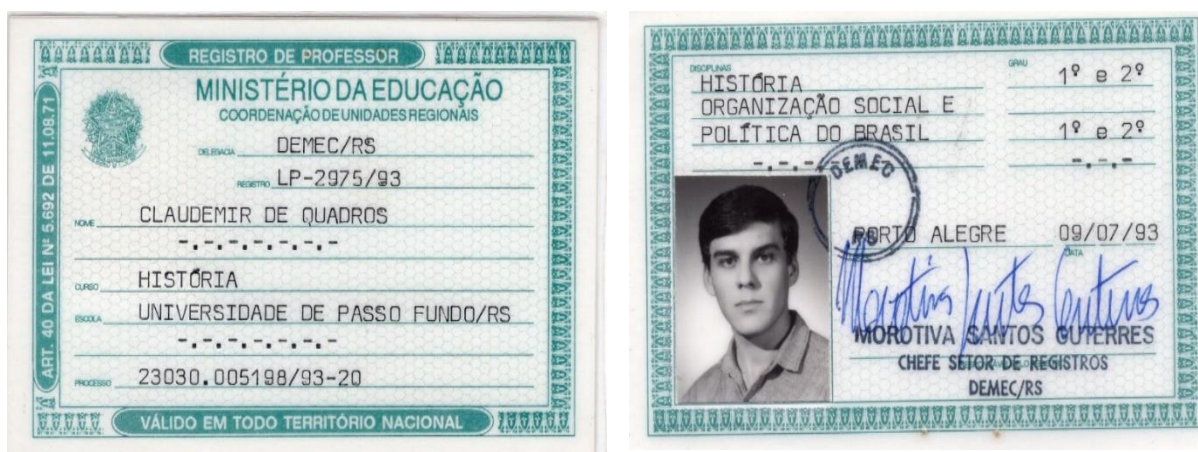 REGISTRO DE PROFESSOR
MINISTÉRIO DA EDUCAÇÃO
COORDENAÇÃO DE UNIDADES REGIONAIS
DELEGACIA DEMEC/RS
REGISTRO LP-2975/93
NOME CLAUDEMIR DE QUADROS
-.-.-.-.-.-.-
CURSO HISTÓRIA
ESCOLA UNIVERSIDADE DE PASSO FUNDO/RS
-.-.-.-.-.-.-
PROCESSO 23030.005198/93-20
VÁLIDO EM TODO TERRITÓRIO NACIONAL
ART. 40 DA LEI Nº 5.692 DE 11.08.71
DISCIPLINAS GRAU
HISTÓRIA 1º e 2º
ORGANIZAÇÃO SOCIAL E
POLÍTICA DO BRASIL 1º e 2º
-.-.-.- -.-.-
DEMEC
RS
PORTO ALEGRE 09/07/93
DATA
MOROTIVA SANTOS GUTERRES
CHEFE SETOR DE REGISTROS
DEMEC/RS